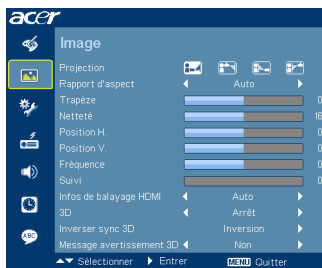 acer
Image
Projection
Rapport d'aspect Auto
Trapèze 0
Netteté 16
Position H. 0
Position V. 0
Fréquence 0
Suivi 0
Infos de balayage HDMI Auto
3D Arrêt
Inverser sync 3D Inversion
Message avertissement 3D Non
Sélectionner Entrer MENU Quitter
ABC